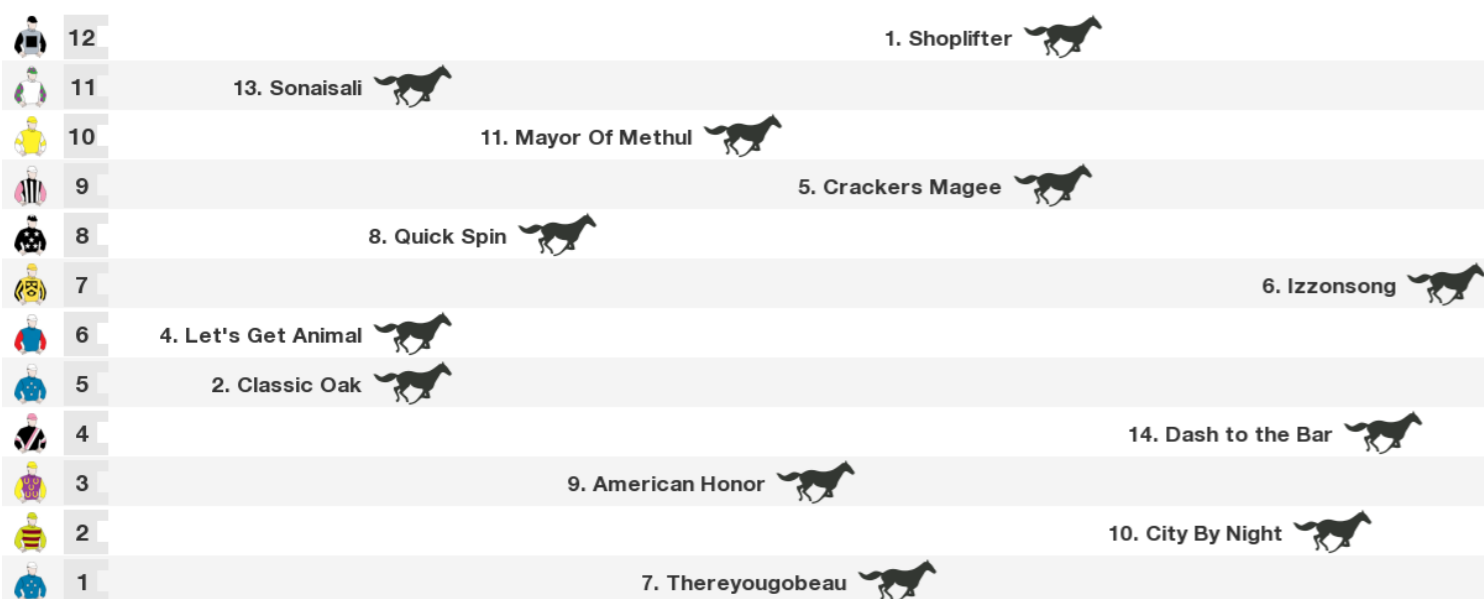 12 1. Shoplifter
11 13. Sonaisali
10 11. Mayor Of Methul
9 5. Crackers Magee
8 8. Quick Spin
7 6. Izzonsong
6 4. Let's Get Animal
5 2. Classic Oak
4 14. Dash to the Bar
3 9. American Honor
2 10. City By Night
1 7. Thereyougobeau